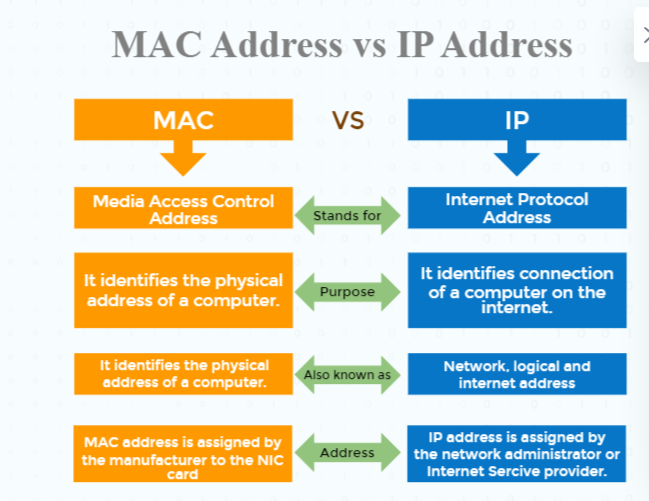 MAC Address vs IP Address
MAC
VS
IP
Media Access Control
Address
Stands for
Internet Protocol
Address
It identifies the physical
address of a computer.
Purpose
It identifies connection
of a computer on the
internet.
It identifies the physical
address of a computer.
Also known as
Network, logical and
internet address
MAC address is assigned by
the manufacturer to the NIC
card
Address
IP address is assigned by
the network administrator or
Internet Sercive provider.